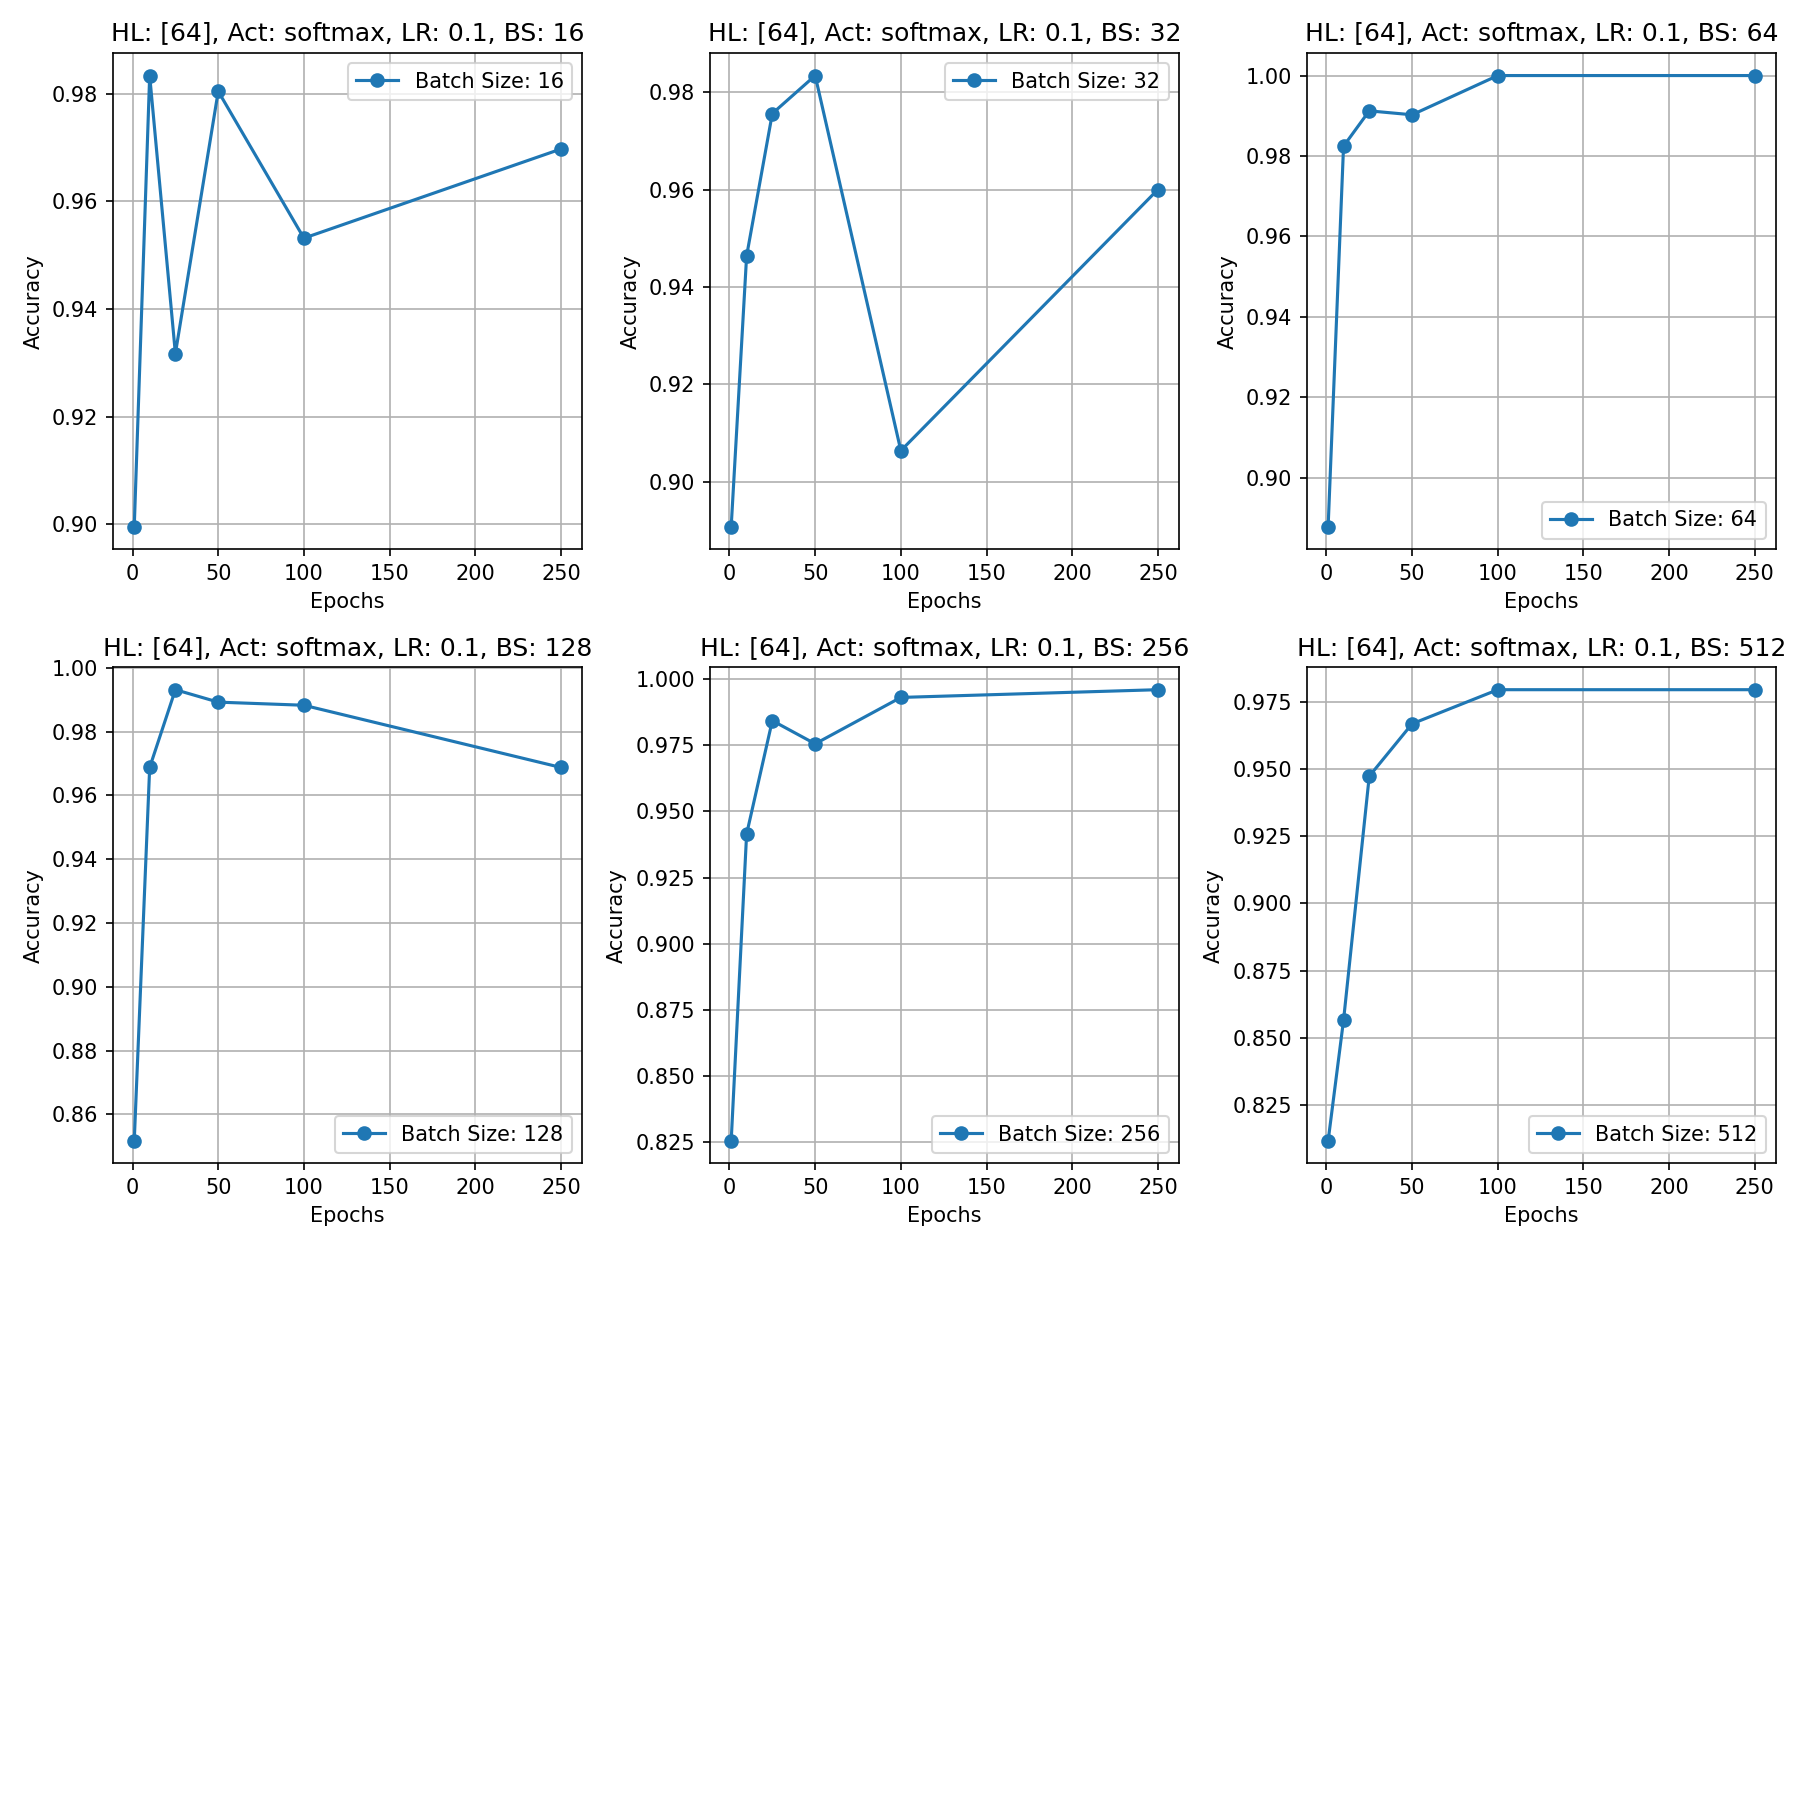 HL: [64], Act: softmax, LR: 0.1, BS: 16
Batch Size: 16
Accuracy
0.98
0.96
0.94
0.92
0.90
0 50 100 150 200 250
Epochs
HL: [64], Act: softmax, LR: 0.1, BS: 32
Batch Size: 32
Accuracy
0.98
0.96
0.94
0.92
0.90
0 50 100 150 200 250
Epochs
HL: [64], Act: softmax, LR: 0.1, BS: 64
Accuracy
1.00
0.98
0.96
0.94
0.92
0.90
Batch Size: 64
0 50 100 150 200 250
Epochs
HL: [64], Act: softmax, LR: 0.1, BS: 128
Accuracy
1.00
0.98
0.96
0.94
0.92
0.90
0.88
0.86
Batch Size: 128
0 50 100 150 200 250
Epochs
HL: [64], Act: softmax, LR: 0.1, BS: 256
Accuracy
1.000
0.975
0.950
0.925
0.900
0.875
0.850
0.825
Batch Size: 256
0 50 100 150 200 250
Epochs
HL: [64], Act: softmax, LR: 0.1, BS: 512
Accuracy
0.975
0.950
0.925
0.900
0.875
0.850
0.825
Batch Size: 512
0 50 100 150 200 250
Epochs